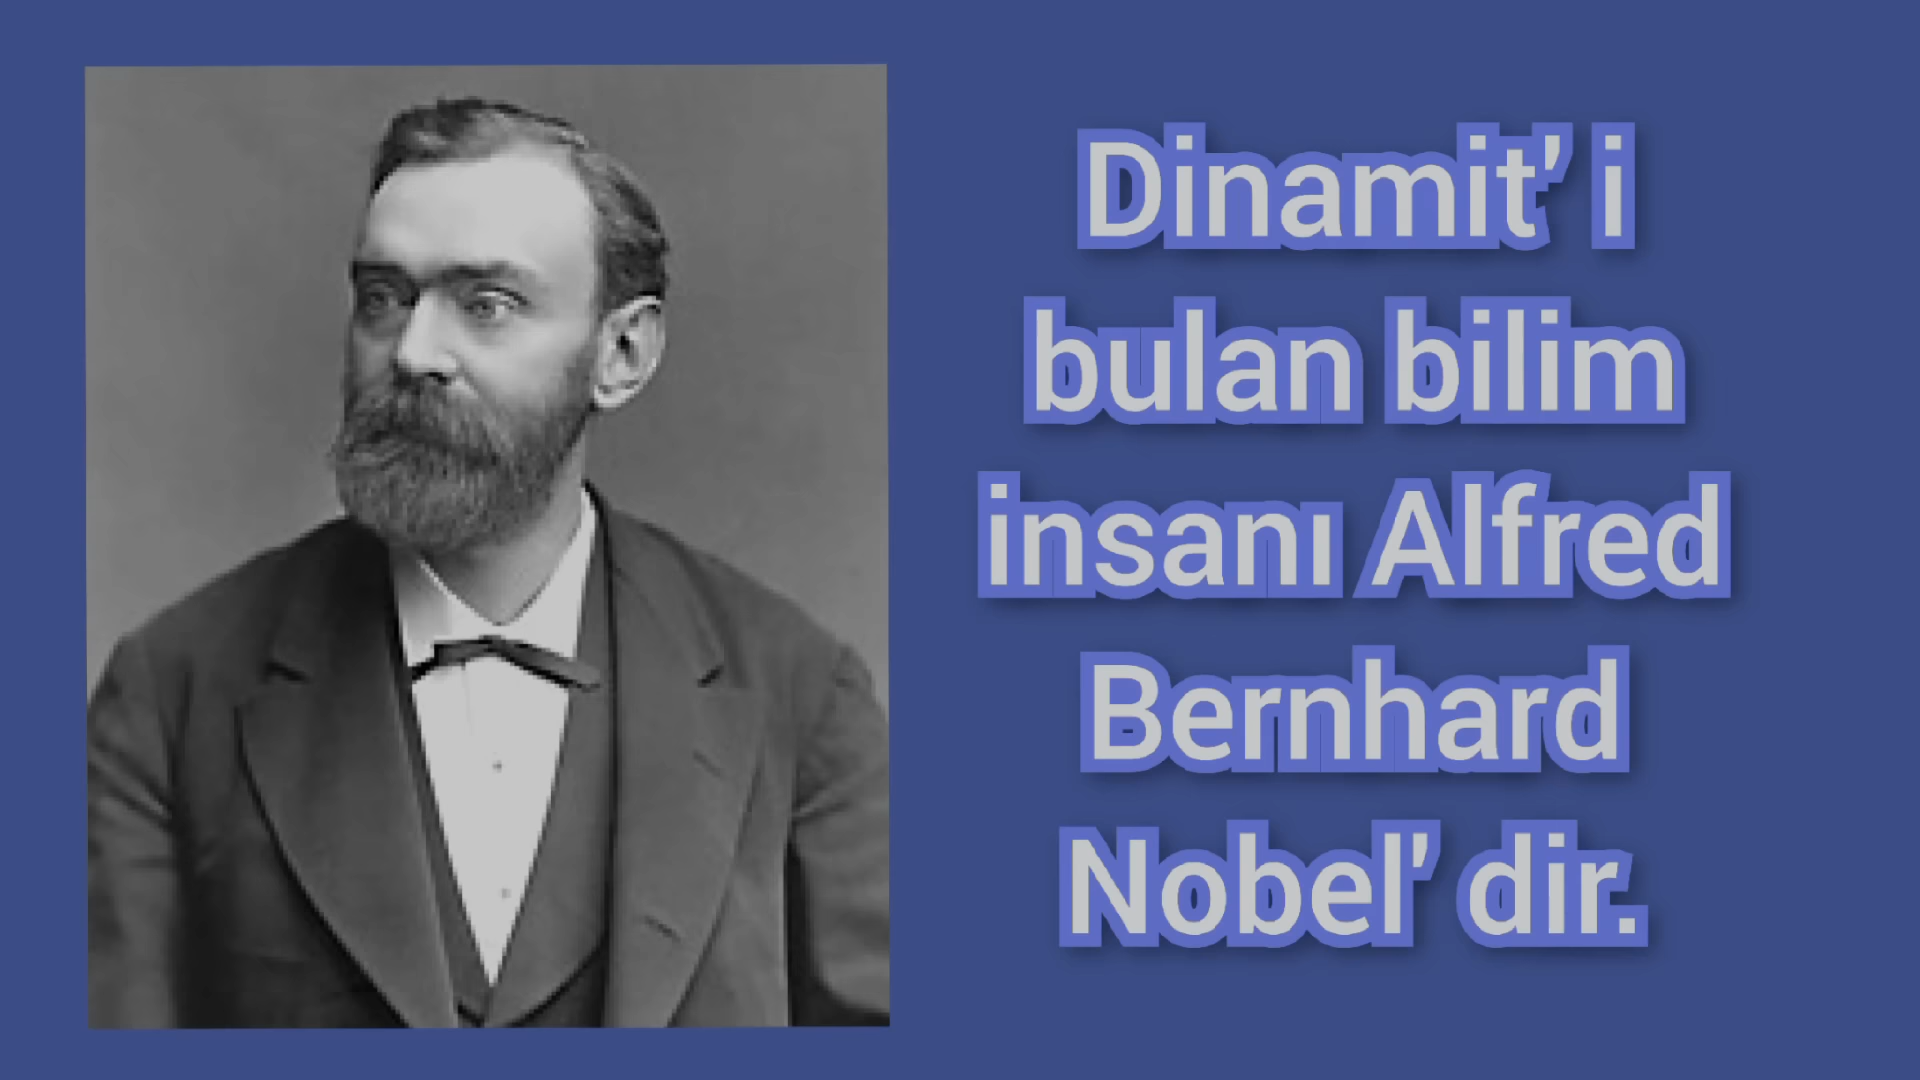 Dinamit' i
bulan bilim
insanı Alfred
Bernhard
Nobel' dir.